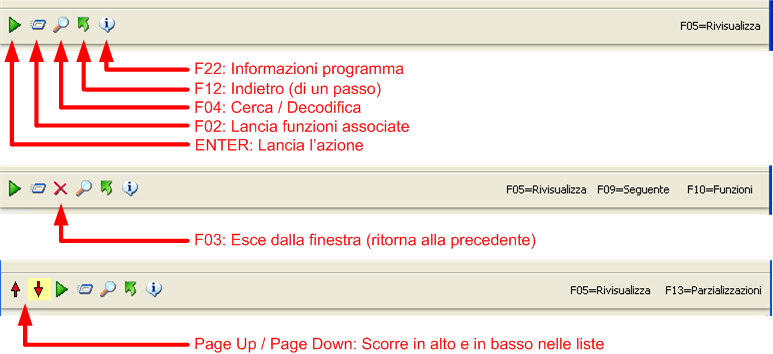 F05=Rivisualizza
F22: Informazioni programma
F12: Indietro (di un passo)
F04: Cerca / Decodifica
F02: Lancia funzioni associate
ENTER: Lancia l'azione
F05=Rivisualizza F09=Seguente F10=Funzioni
F03: Esce dalla finestra (ritorna alla precedente)
F05=Rivisualizza F13=Parzializzazioni
Page Up / Page Down: Scorre in alto e in basso nelle liste